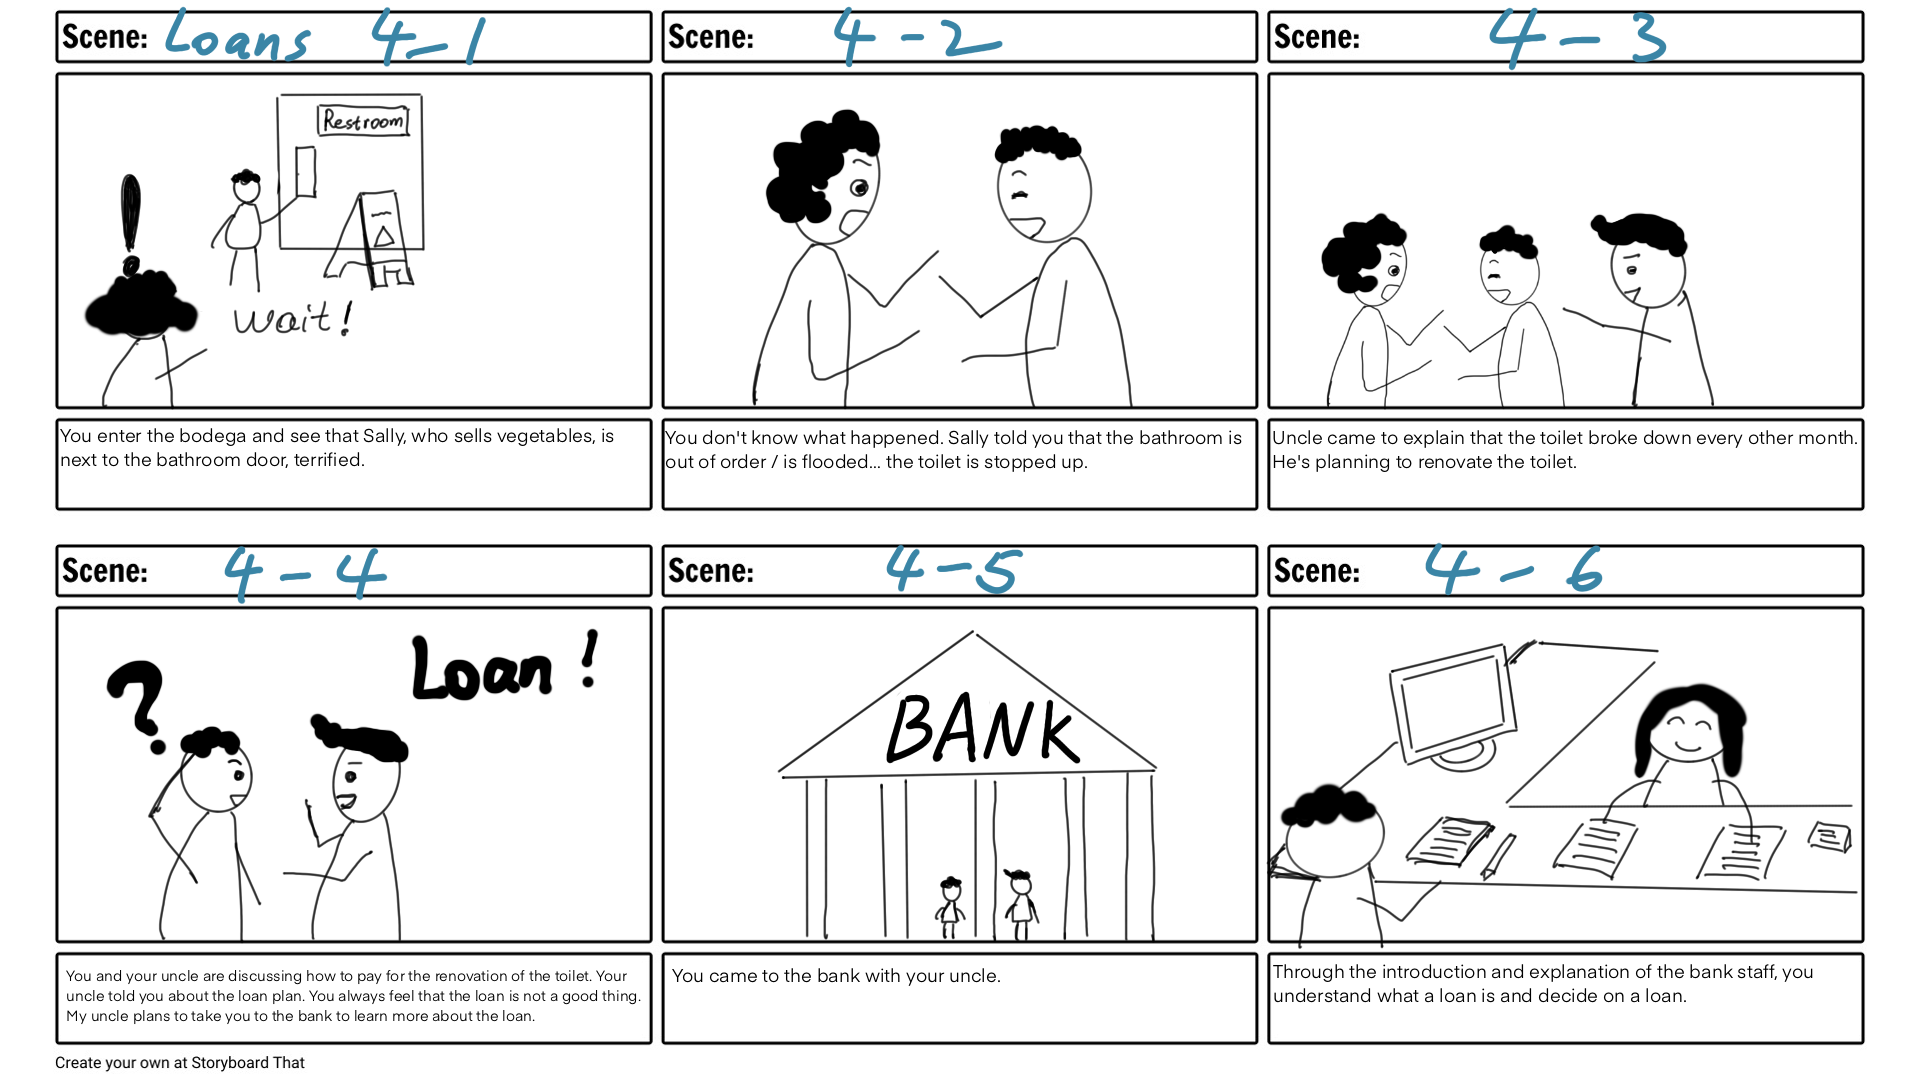 Scene: Loans 4-1
Scene: 4-2
Scene: 4-3
Restroom
Wait!
You enter the bodega and see that Sally, who sells vegetables, is
next to the bathroom door, terrified.
You don't know what happened. Sally told you that the bathroom is
out of order / is flooded... the toilet is stopped up.
Uncle came to explain that the toilet broke down every other month.
He's planning to renovate the toilet.
Scene: 4-4
Scene: 4-5
Scene: 4-6
?
Loan!
BANK
You and your uncle are discussing how to pay for the renovation of the toilet. Your
uncle told you about the loan plan. You always feel that the loan is not a good thing.
My uncle plans to take you to the bank to learn more about the loan.
You came to the bank with your uncle.
Through the introduction and explanation of the bank staff, you
understand what a loan is and decide on a loan.
Create your own at Storyboard That